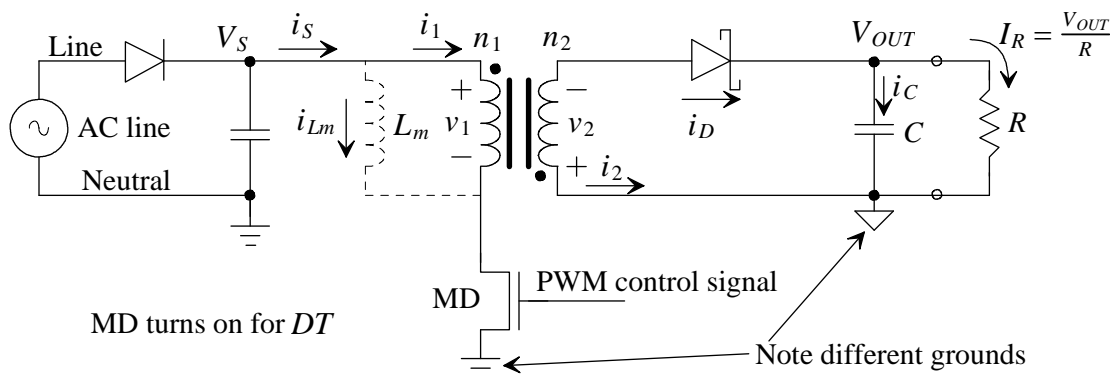 Line
V_S
i_S
i_1
n_1
n_2
V_OUT
I_R = V_OUT/R
AC line
i_Lm
L_m
+
v_1
−
−
v_2
+
i_D
i_C
C
R
Neutral
i_2
MD
PWM control signal
MD turns on for DT
Note different grounds